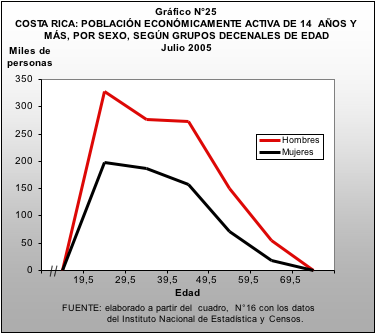 Gráfico N°25
COSTA RICA: POBLACIÓN ECONÓMICAMENTE ACTIVA DE 14 AÑOS Y
MÁS, POR SEXO, SEGÚN GRUPOS DECENALES DE EDAD
Julio 2005
Miles de
personas
350
300
250
200
150
100
50
0
Hombres
Mujeres
19,5 29,5 39,5 49,5 59,5 69,5
Edad
FUENTE: elaborado a partir del cuadro, N°16 con los datos
del Instituto Nacional de Estadística y Censos.